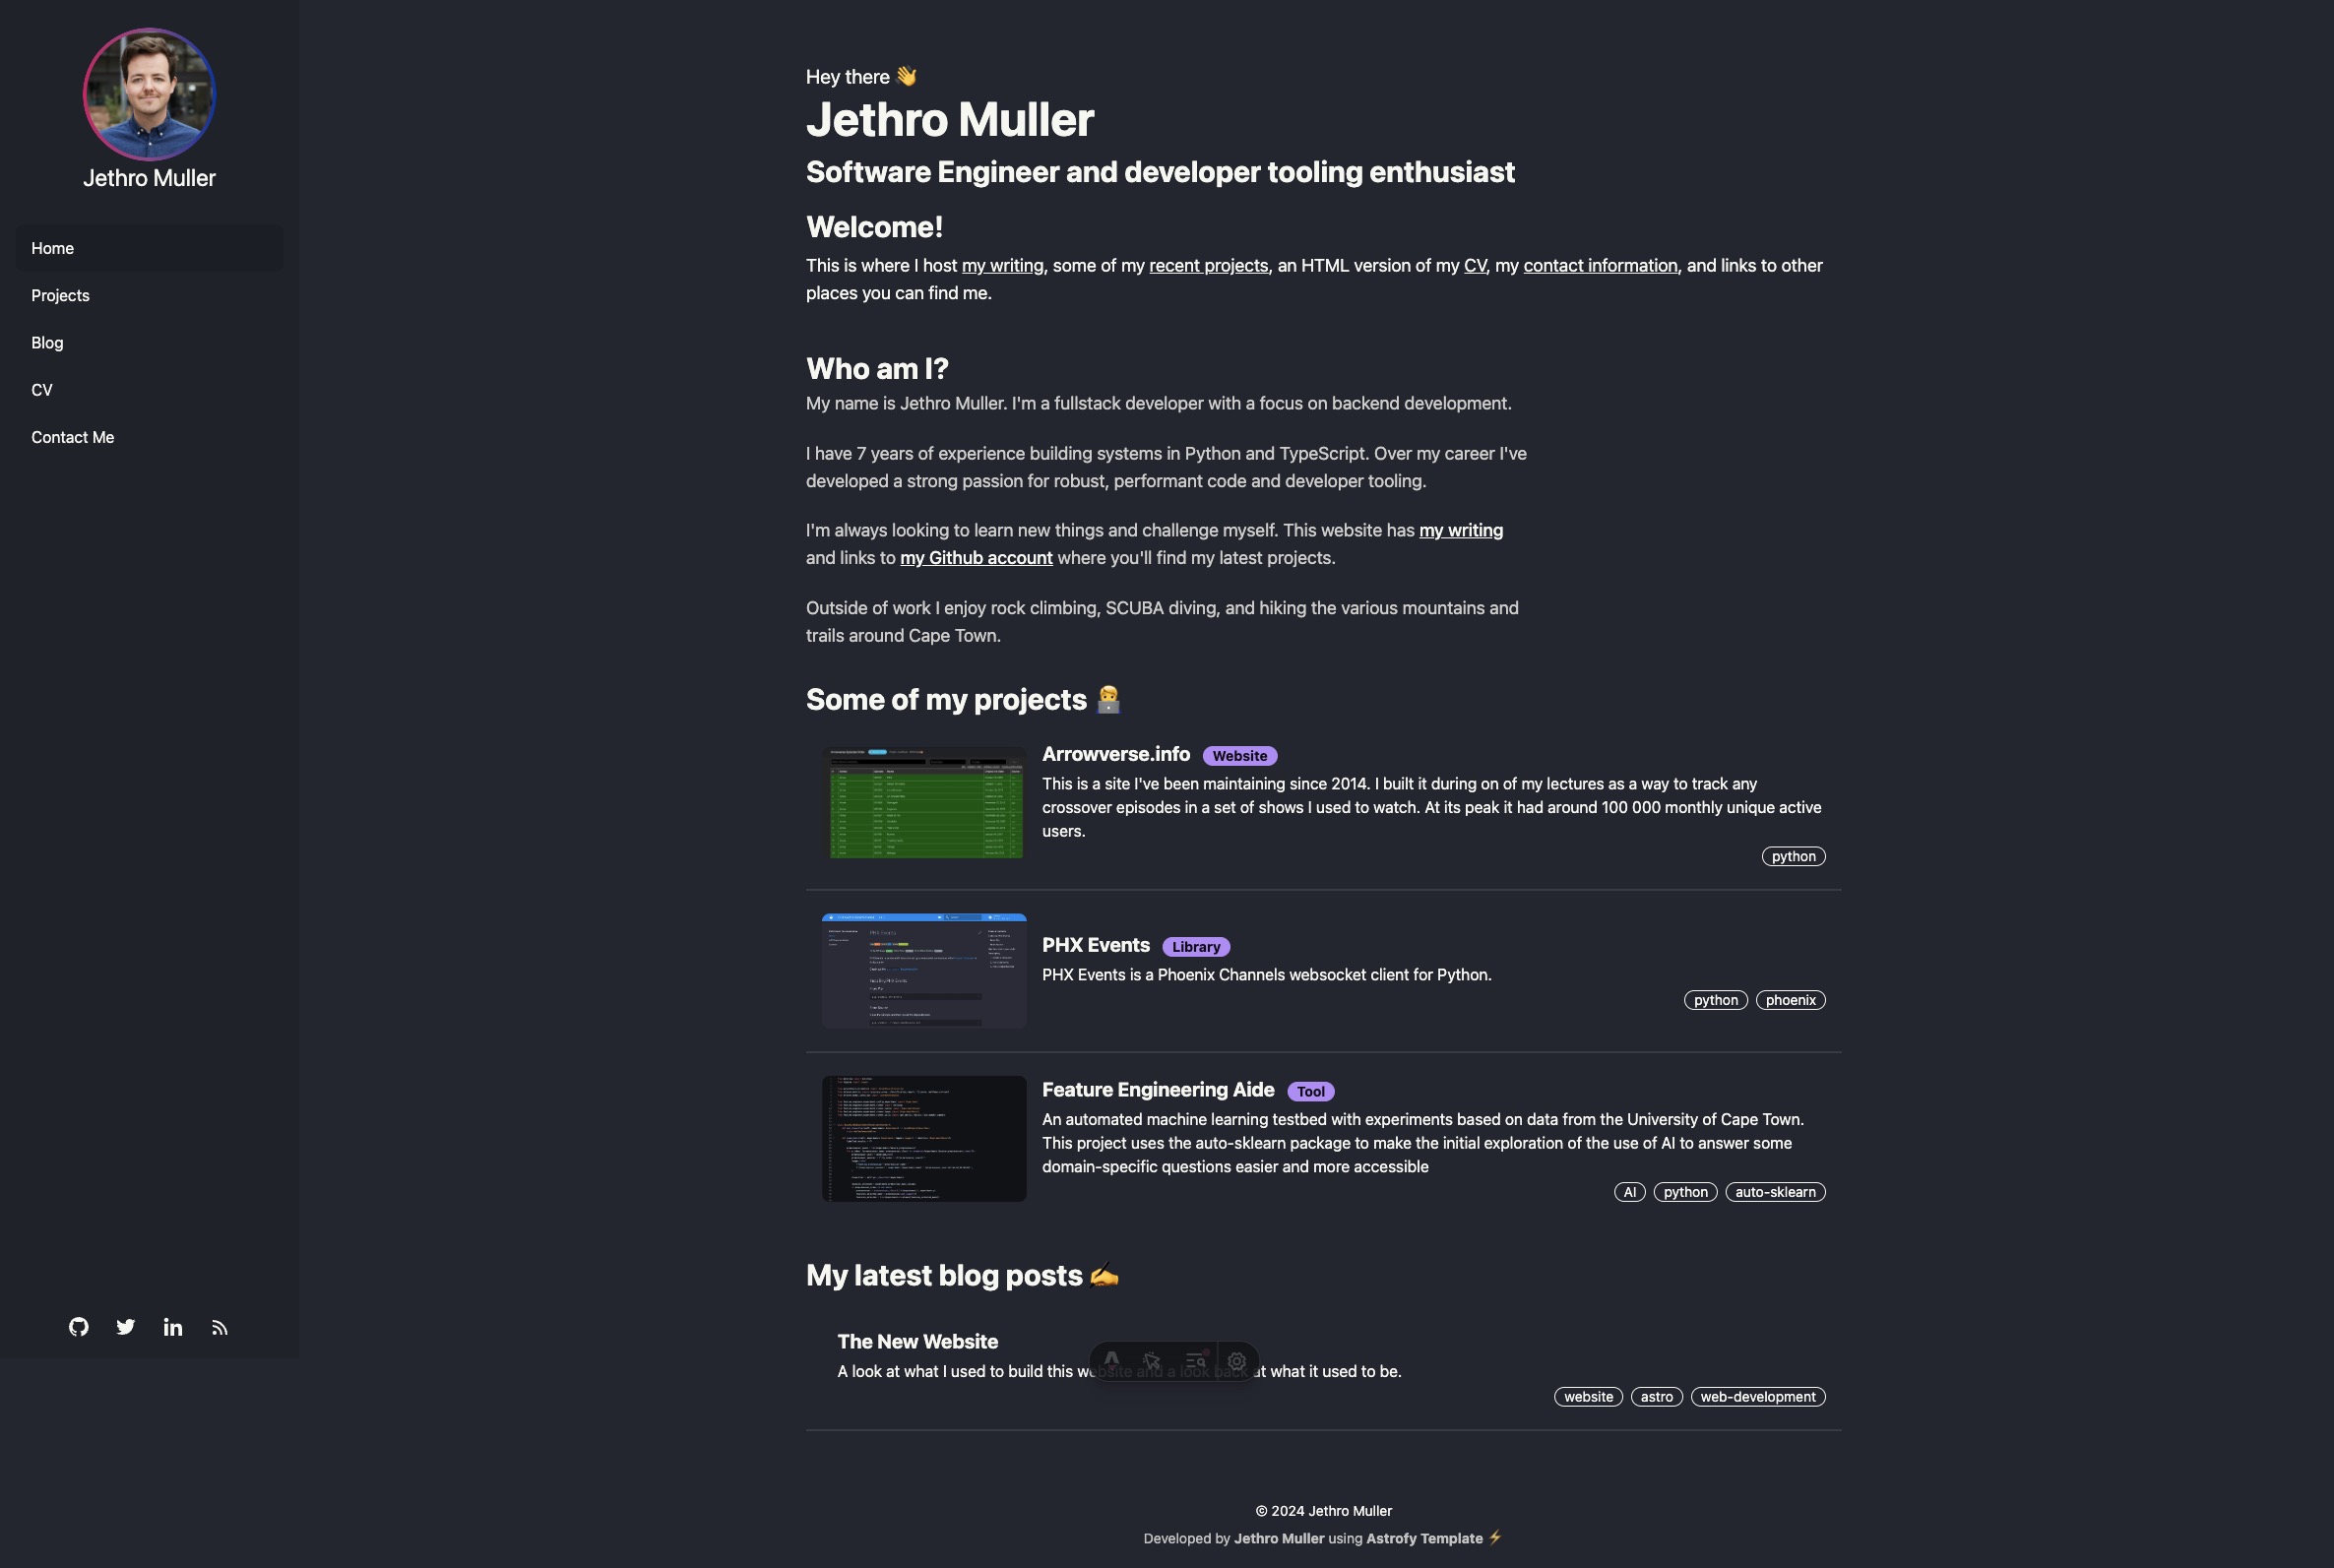 Jethro Muller
Home
Projects
Blog
CV
Contact Me
Hey there 👋
Jethro Muller
Software Engineer and developer tooling enthusiast
Welcome!
This is where I host my writing, some of my recent projects, an HTML version of my CV, my contact information, and links to other
places you can find me.
Who am I?
My name is Jethro Muller. I'm a fullstack developer with a focus on backend development.
I have 7 years of experience building systems in Python and TypeScript. Over my career I've
developed a strong passion for robust, performant code and developer tooling.
I'm always looking to learn new things and challenge myself. This website has my writing
and links to my Github account where you'll find my latest projects.
Outside of work I enjoy rock climbing, SCUBA diving, and hiking the various mountains and
trails around Cape Town.
Some of my projects 👨‍💻
Arrowverse.info Website
This is a site I've been maintaining since 2014. I built it during on of my lectures as a way to track any
crossover episodes in a set of shows I used to watch. At its peak it had around 100 000 monthly unique active
users.
python
PHX Events
PHX Events Library
PHX Events is a Phoenix Channels websocket client for Python.
python phoenix
Feature Engineering Aide Tool
An automated machine learning testbed with experiments based on data from the University of Cape Town.
This project uses the auto-sklearn package to make the initial exploration of the use of AI to answer some
domain-specific questions easier and more accessible
AI python auto-sklearn
My latest blog posts ✍️
The New Website
A look at what I used to build this website and a look back at what it used to be.
website astro web-development
© 2024 Jethro Muller
Developed by Jethro Muller using Astrofy Template ⚡